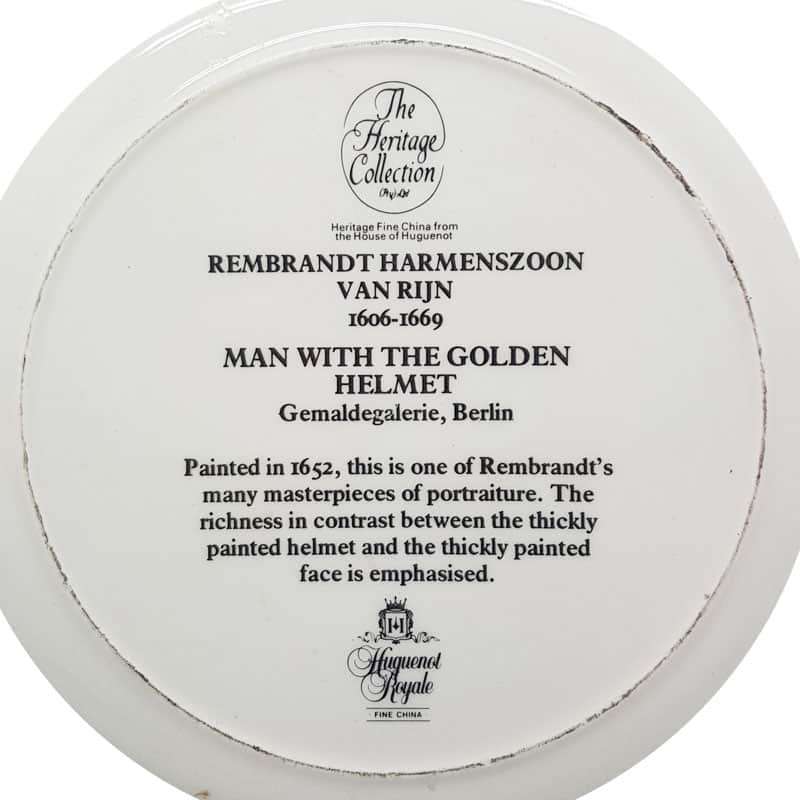 The
Heritage
Collection
(Pty) Ltd
Heritage Fine China from
the House of Huguenot
REMBRANDT HARMENSZOON
VAN RIJN
1606-1669
MAN WITH THE GOLDEN
HELMET
Gemaldegalerie, Berlin
Painted in 1652, this is one of Rembrandt's
many masterpieces of portraiture. The
richness in contrast between the thickly
painted helmet and the thickly painted
face is emphasised.
Huguenot
Royale
FINE CHINA